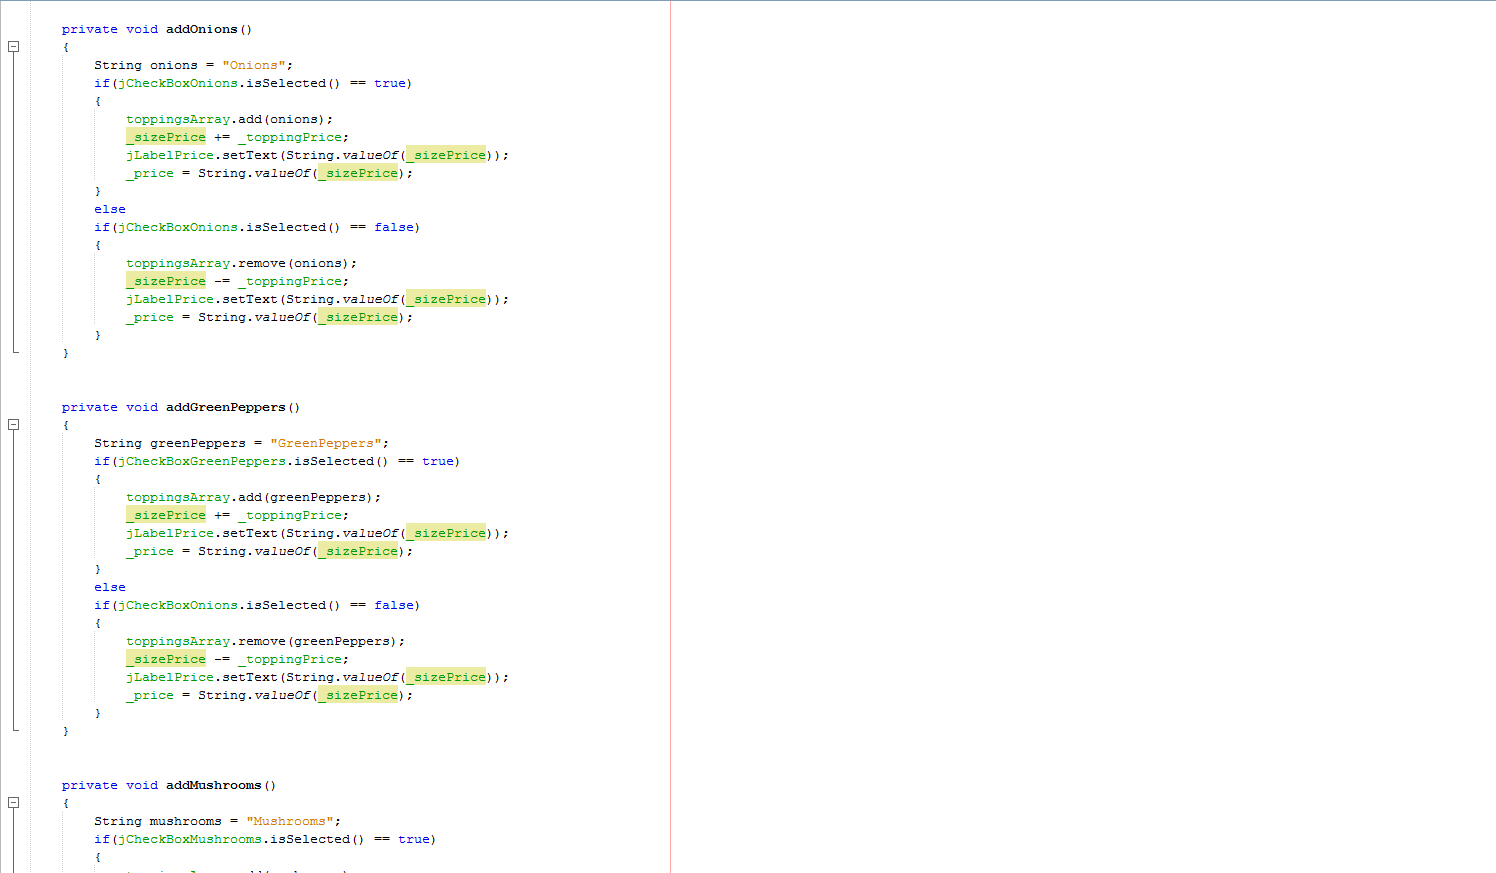 private void addOnions()
{
String onions = "Onions";
if(jCheckBoxOnions.isSelected() == true)
{
toppingsArray.add(onions);
_sizePrice += _toppingPrice;
jLabelPrice.setText(String.valueOf(_sizePrice));
_price = String.valueOf(_sizePrice);
}
else
if(jCheckBoxOnions.isSelected() == false)
{
toppingsArray.remove(onions);
_sizePrice -= _toppingPrice;
jLabelPrice.setText(String.valueOf(_sizePrice));
_price = String.valueOf(_sizePrice);
}
}
private void addGreenPeppers()
{
String greenPeppers = "GreenPeppers";
if(jCheckBoxGreenPeppers.isSelected() == true)
{
toppingsArray.add(greenPeppers);
_sizePrice += _toppingPrice;
jLabelPrice.setText(String.valueOf(_sizePrice));
_price = String.valueOf(_sizePrice);
}
else
if(jCheckBoxOnions.isSelected() == false)
{
toppingsArray.remove(greenPeppers);
_sizePrice -= _toppingPrice;
jLabelPrice.setText(String.valueOf(_sizePrice));
_price = String.valueOf(_sizePrice);
}
}
private void addMushrooms()
{
String mushrooms = "Mushrooms";
if(jCheckBoxMushrooms.isSelected() == true)
{